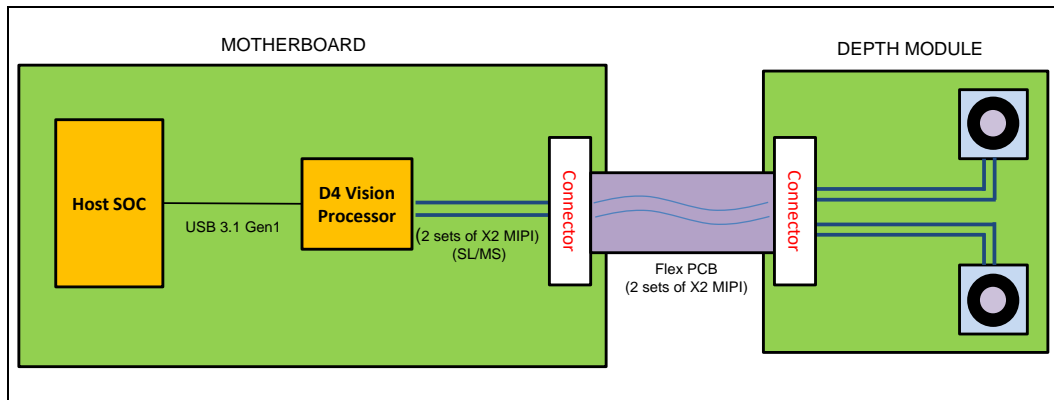 MOTHERBOARD
DEPTH MODULE
Host SOC
USB 3.1 Gen1
D4 Vision
Processor
(2 sets of X2 MIPI)
(SL/MS)
Connector
Flex PCB
(2 sets of X2 MIPI)
Connector